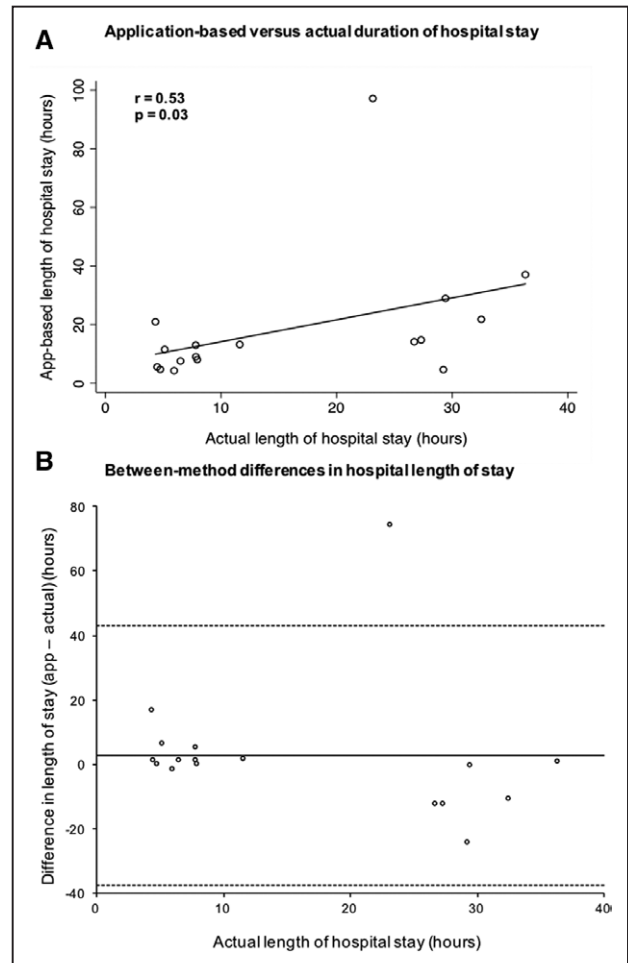 A
Application-based versus actual duration of hospital stay
r = 0.53
p = 0.03
App-based length of hospital stay (hours)
100
80
60
40
20
0
0 10 20 30 40
Actual length of hospital stay (hours)
B
Between-method differences in hospital length of stay
Difference in length of stay (app – actual) (hours)
80
60
40
20
0
-20
-40
0 10 20 30 40
Actual length of hospital stay (hours)